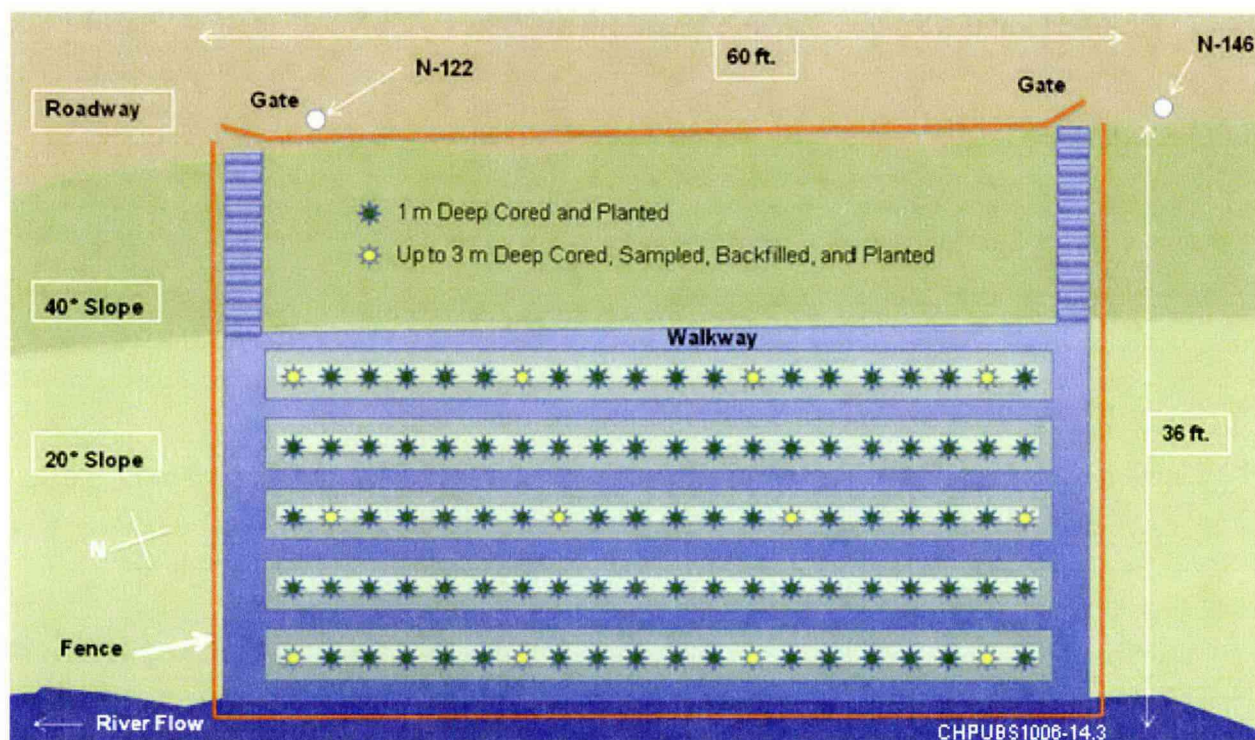 60 ft.
N-122
N-146
Gate
Gate
Roadway
1 m Deep Cored and Planted
Up to 3 m Deep Cored, Sampled, Backfilled, and Planted
40° Slope
Walkway
36 ft.
20° Slope
N
Fence
River Flow
CHPUBS1006-14.3